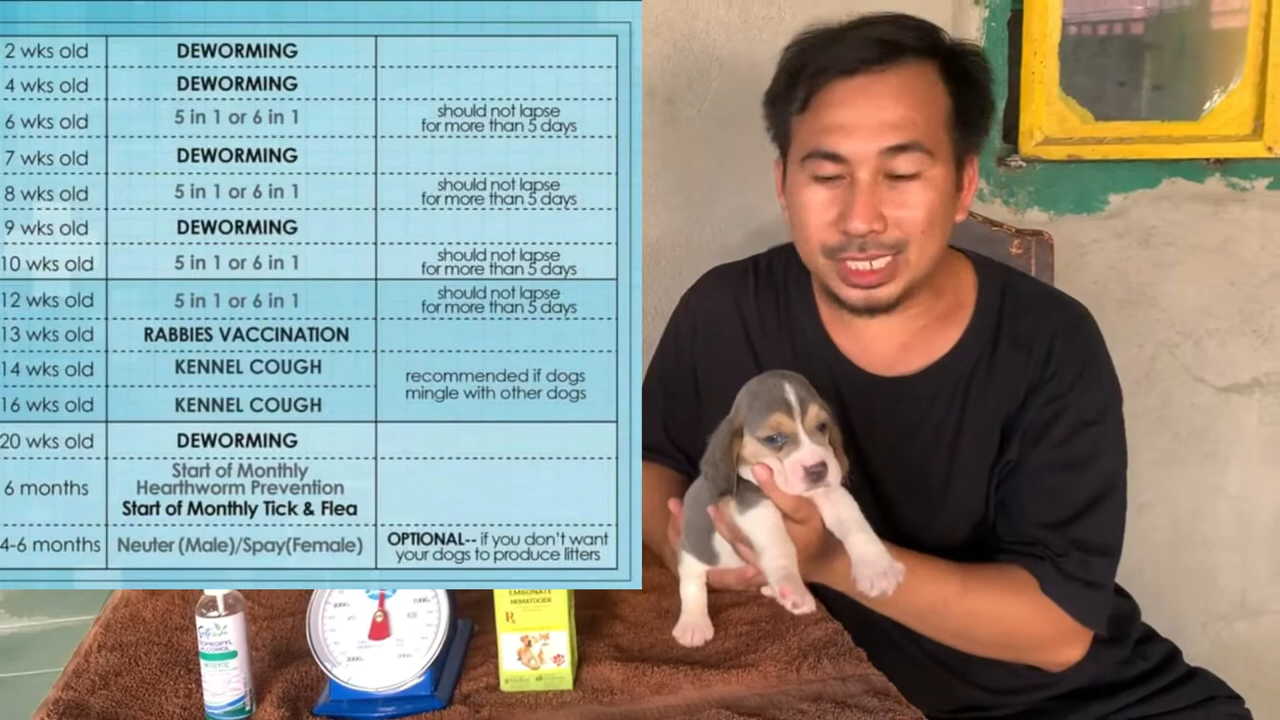 2 wks old DEWORMING
4 wks old DEWORMING
6 wks old 5 in 1 or 6 in 1 should not lapse
for more than 5 days
7 wks old DEWORMING
8 wks old 5 in 1 or 6 in 1 should not lapse
for more than 5 days
9 wks old DEWORMING
10 wks old 5 in 1 or 6 in 1 should not lapse
for more than 5 days
12 wks old 5 in 1 or 6 in 1 should not lapse
for more than 5 days
13 wks old RABBIES VACCINATION
14 wks old KENNEL COUGH recommended if dogs
mingle with other dogs
16 wks old KENNEL COUGH
20 wks old DEWORMING
6 months Start of Monthly
Hearthworm Prevention
Start of Monthly Tick & Flea
4-6 months Neuter (Male)/Spay(Female) OPTIONAL-- if you don't want
your dogs to produce litters
EMBONATE
NEMATOCIDE
ISOPROPYL
ALCOHOL